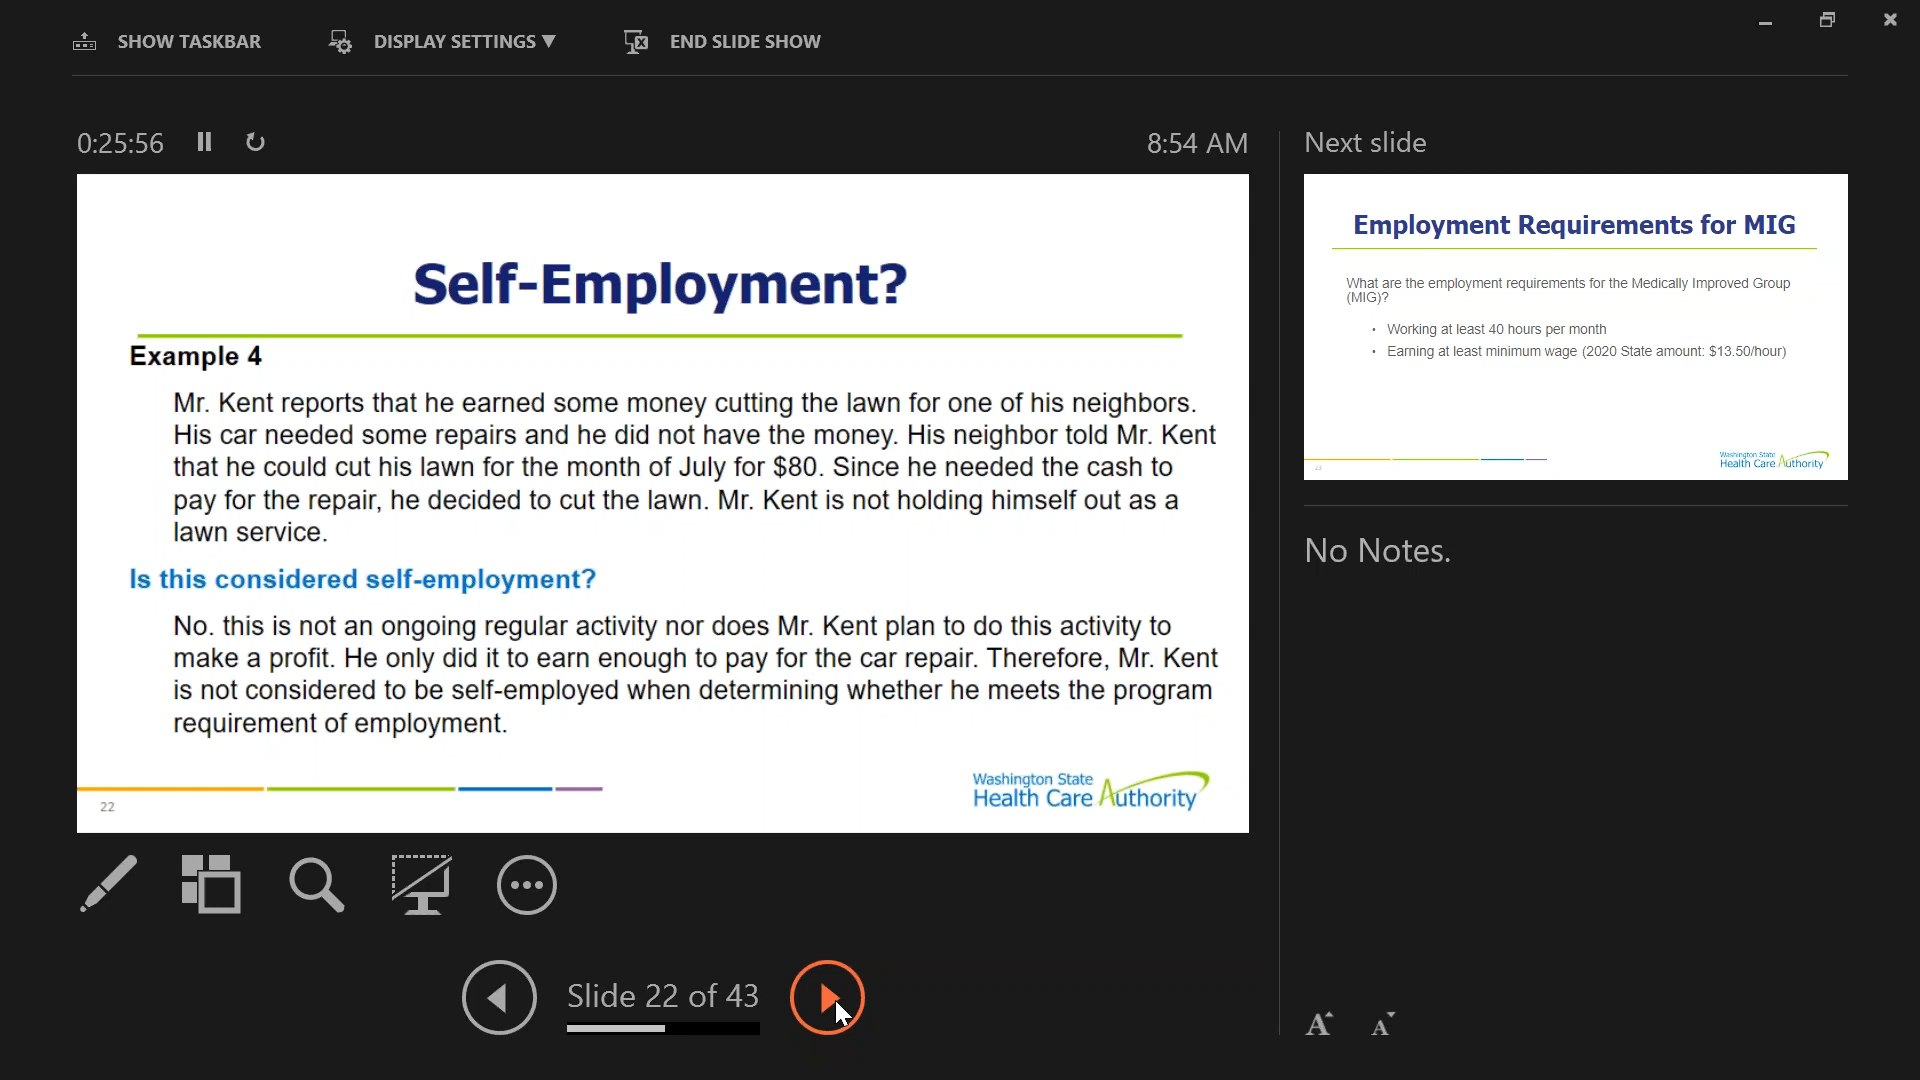 SHOW TASKBAR
DISPLAY SETTINGS ▼
END SLIDE SHOW
0:25:56
8:54 AM
Self-Employment?
Example 4
Mr. Kent reports that he earned some money cutting the lawn for one of his neighbors.
His car needed some repairs and he did not have the money. His neighbor told Mr. Kent
that he could cut his lawn for the month of July for $80. Since he needed the cash to
pay for the repair, he decided to cut the lawn. Mr. Kent is not holding himself out as a
lawn service.
Is this considered self-employment?
No. this is not an ongoing regular activity nor does Mr. Kent plan to do this activity to
make a profit. He only did it to earn enough to pay for the car repair. Therefore, Mr. Kent
is not considered to be self-employed when determining whether he meets the program
requirement of employment.
Washington State
Health Care Authority
22
Slide 22 of 43
Next slide
Employment Requirements for MIG
What are the employment requirements for the Medically Improved Group
(MIG)?
• Working at least 40 hours per month
• Earning at least minimum wage (2020 State amount: $13.50/hour)
Washington State
Health Care Authority
23
No Notes.
A A